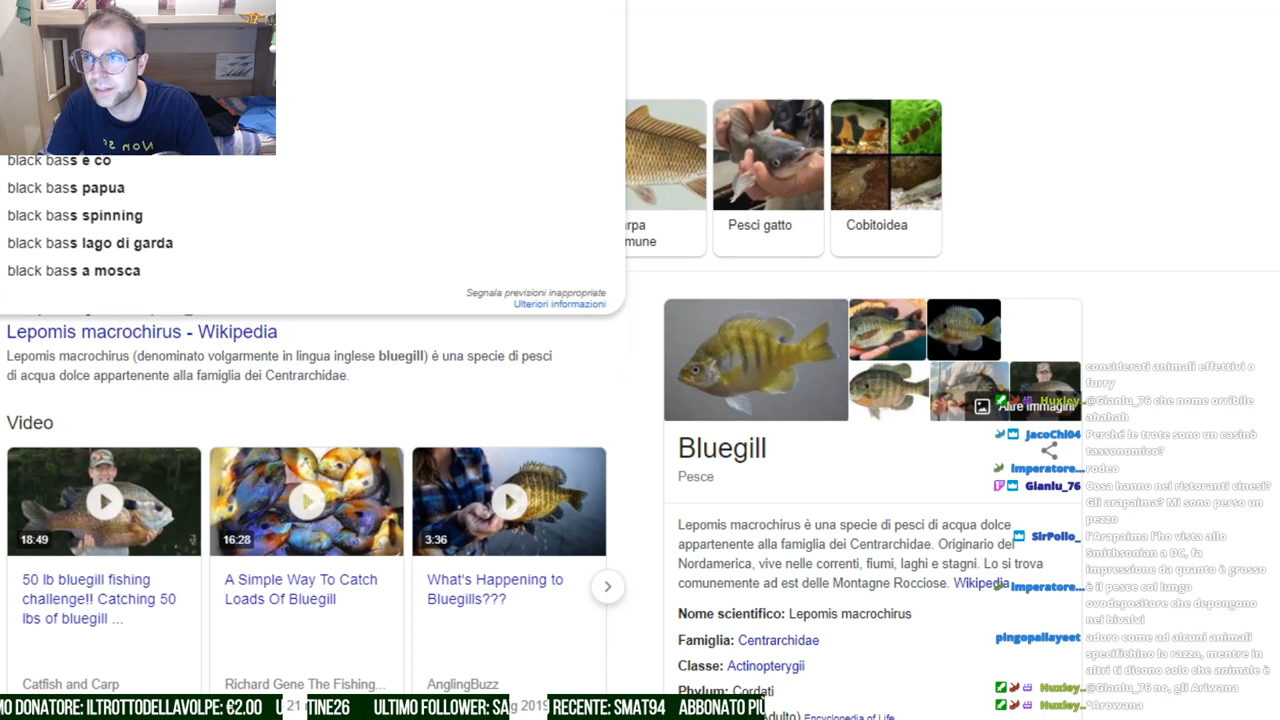 black bass e co
black bass papua
black bass spinning
black bass lago di garda
black bass a mosca
Segnala previsioni inappropriate
Ulteriori informazioni
Pesci gatto
Cobitoidea
Lepomis macrochirus - Wikipedia
Lepomis macrochirus (denominato volgarmente in lingua inglese bluegill) è una specie di pesci
di acqua dolce appartenente alla famiglia dei Centrarchidae.
Video
18:49
16:28
3:36
50 lb bluegill fishing
challenge!! Catching 50
lbs of bluegill ...
A Simple Way To Catch
Loads Of Bluegill
What's Happening to
Bluegills???
Catfish and Carp
Richard Gene The Fishing...
AnglingBuzz
Altre immagini
Bluegill
Pesce
Lepomis macrochirus è una specie di pesci di acqua dolce
appartenente alla famiglia dei Centrarchidae. Originario del
Nordamerica, vive nelle correnti, fiumi, laghi e stagni. Lo si trova
comunemente ad est delle Montagne Rocciose. Wikipedia
Nome scientifico: Lepomis macrochirus
Famiglia: Centrarchidae
Classe: Actinopterygii
Phylum: Cordati
Encyclopedia of Life
considerati animali effettivi o
furry
Huxley... @Gianlu_76 che nome orribile
ahahah
JacoChi04 Perché le trote sono un casinò
tassonomico?
Imperatore... rodeo
Gianlu_76 Cosa hanno nei ristoranti cinesi?
Gli arapaima? Mi sono perso un
pezzo
SirPollo_ l'Arapaima l'ho vista allo
Smithsonian a DC, fa
impressione da quanto è grosso
Imperatore... è il pesce col lungo
ovodepositore che depongono
nei bivalvi
pingopallayeet adoro come ad alcuni animali
specifichino la razza, mentre in
altri ti dicono solo che animale è
Huxley... @Gianlu_76 no, gli Ariwana
Huxley... *Arowana
MO DONATORE: ILTROTTODELLAVOLPE: €2.00
TINE26 ULTIMO FOLLOWER: SA
RECENTE: SMAT94 ABBONATO PIÙ